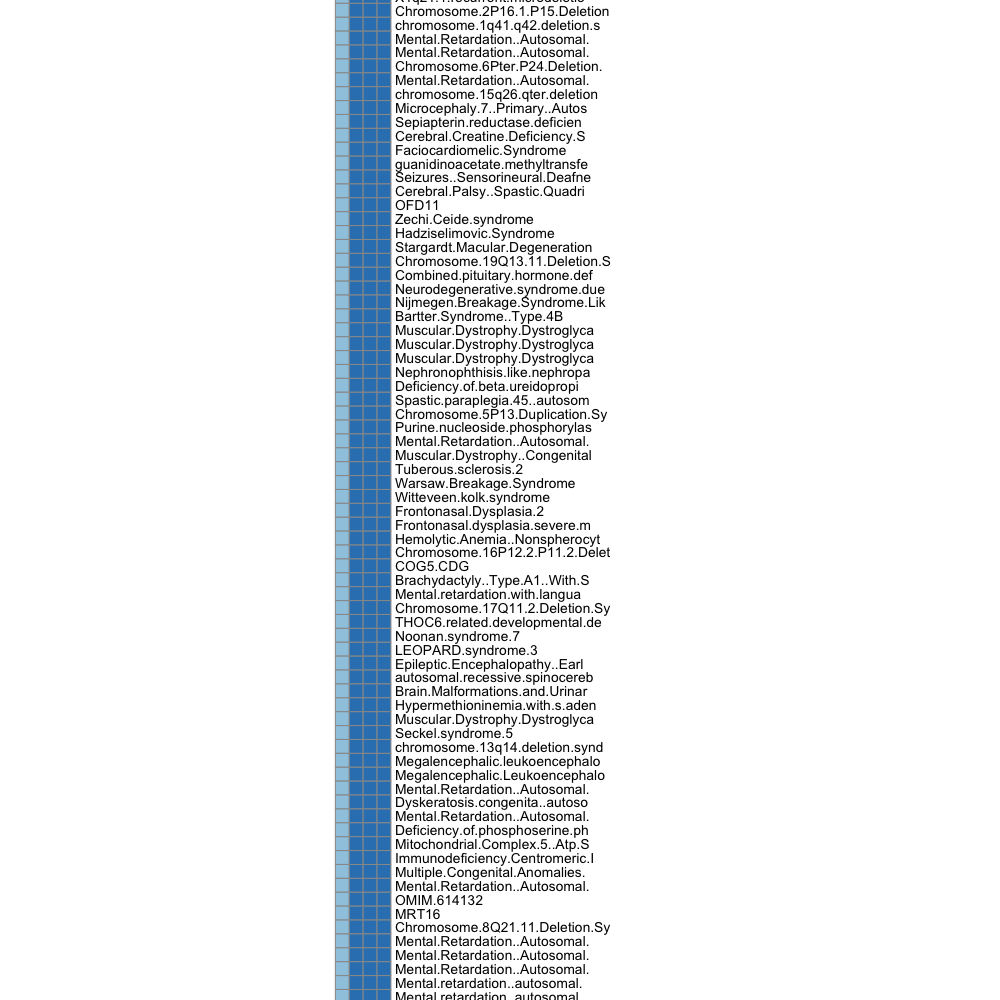 Chromosome.2P16.1.P15.Deletion
chromosome.1q41.q42.deletion.s
Mental.Retardation..Autosomal.
Mental.Retardation..Autosomal.
Chromosome.6Pter.P24.Deletion.
Mental.Retardation..Autosomal.
chromosome.15q26.qter.deletion
Microcephaly.7..Primary..Autos
Sepiapterin.reductase.deficien
Cerebral.Creatine.Deficiency.S
Faciocardiomelic.Syndrome
guanidinoacetate.methyltransfe
Seizures..Sensorineural.Deafne
Cerebral.Palsy..Spastic.Quadri
OFD11
Zechi.Ceide.syndrome
Hadziselimovic.Syndrome
Stargardt.Macular.Degeneration
Chromosome.19Q13.11.Deletion.S
Combined.pituitary.hormone.def
Neurodegenerative.syndrome.due
Nijmegen.Breakage.Syndrome.Lik
Bartter.Syndrome..Type.4B
Muscular.Dystrophy.Dystroglyca
Muscular.Dystrophy.Dystroglyca
Muscular.Dystrophy.Dystroglyca
Nephronophthisis.like.nephropa
Deficiency.of.beta.ureidopropi
Spastic.paraplegia.45..autosom
Chromosome.5P13.Duplication.Sy
Purine.nucleoside.phosphorylas
Mental.Retardation..Autosomal.
Muscular.Dystrophy..Congenital
Tuberous.sclerosis.2
Warsaw.Breakage.Syndrome
Witteveen.kolk.syndrome
Frontonasal.Dysplasia.2
Frontonasal.dysplasia.severe.m
Hemolytic.Anemia..Nonspherocyt
Chromosome.16P12.2.P11.2.Delet
COG5.CDG
Brachydactyly..Type.A1..With.S
Mental.retardation.with.langua
Chromosome.17Q11.2.Deletion.Sy
THOC6.related.developmental.de
Noonan.syndrome.7
LEOPARD.syndrome.3
Epileptic.Encephalopathy..Earl
autosomal.recessive.spinocereb
Brain.Malformations.and.Urinar
Hypermethioninemia.with.s.aden
Muscular.Dystrophy.Dystroglyca
Seckel.syndrome.5
chromosome.13q14.deletion.synd
Megalencephalic.leukoencephalo
Megalencephalic.Leukoencephalo
Mental.Retardation..Autosomal.
Dyskeratosis.congenita..autoso
Mental.Retardation..Autosomal.
Deficiency.of.phosphoserine.ph
Mitochondrial.Complex.5..Atp.S
Immunodeficiency.Centromeric.I
Multiple.Congenital.Anomalies.
Mental.Retardation..Autosomal.
OMIM.614132
MRT16
Chromosome.8Q21.11.Deletion.Sy
Mental.Retardation..Autosomal.
Mental.Retardation..Autosomal.
Mental.Retardation..Autosomal.
Mental.retardation..autosomal.
Mental.retardation..autosomal.